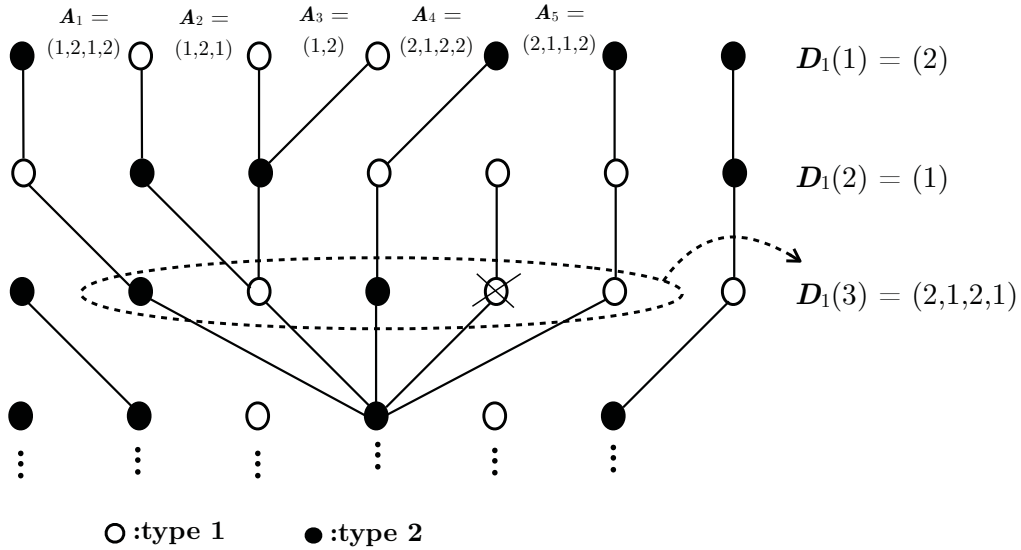 A₁ = A₂ = A₃ = A₄ = A₅ =
(1,2,1,2) (1,2,1) (1,2) (2,1,2,2) (2,1,1,2)
D₁(1) = (2)
D₁(2) = (1)
D₁(3) = (2,1,2,1)
:type 1 :type 2